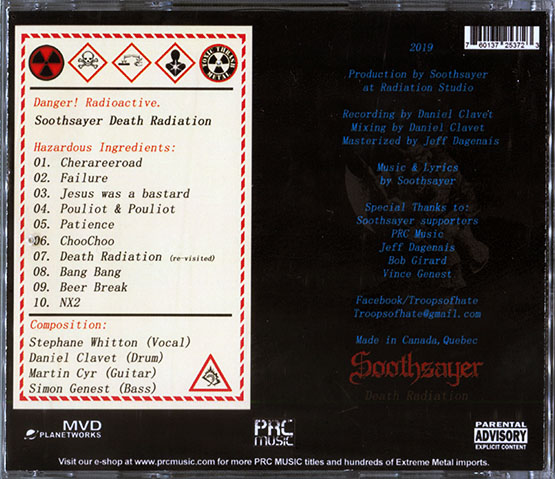 TOXIC THRASH
METAL
Danger! Radioactive.
Soothsayer Death Radiation
Hazardous Ingredients:
01. Cherareeroad
02. Failure
03. Jesus was a bastard
04. Pouliot & Pouliot
05. Patience
06. ChooChoo
07. Death Radiation (re-visited)
08. Bang Bang
09. Beer Break
10. NX2
Composition:
Stephane Whitton (Vocal)
Daniel Clavet (Drum)
Martin Cyr (Guitar)
Simon Genest (Bass)
7 60137 25372 3
2019
Production by Soothsayer
at Radiation Studio
Recording by Daniel Clavet
Mixing by Daniel Clavet
Masterized by Jeff Dagenais
Music & Lyrics
by Soothsayer
Special Thanks to:
Soothsayer supporters
PRC Music
Jeff Dagenais
Bob Girard
Vince Genest
Facebook/Troopsofhate
Troopsofhate@gmail.com
Made in Canada,Quebec
Soothsayer
Death Radiation
MVD
PLANETWORKS
PRC
MUSIC
PARENTAL
ADVISORY
EXPLICIT CONTENT
Visit our e-shop at www.prcmusic.com for more PRC MUSIC titles and hundreds of Extreme Metal imports.